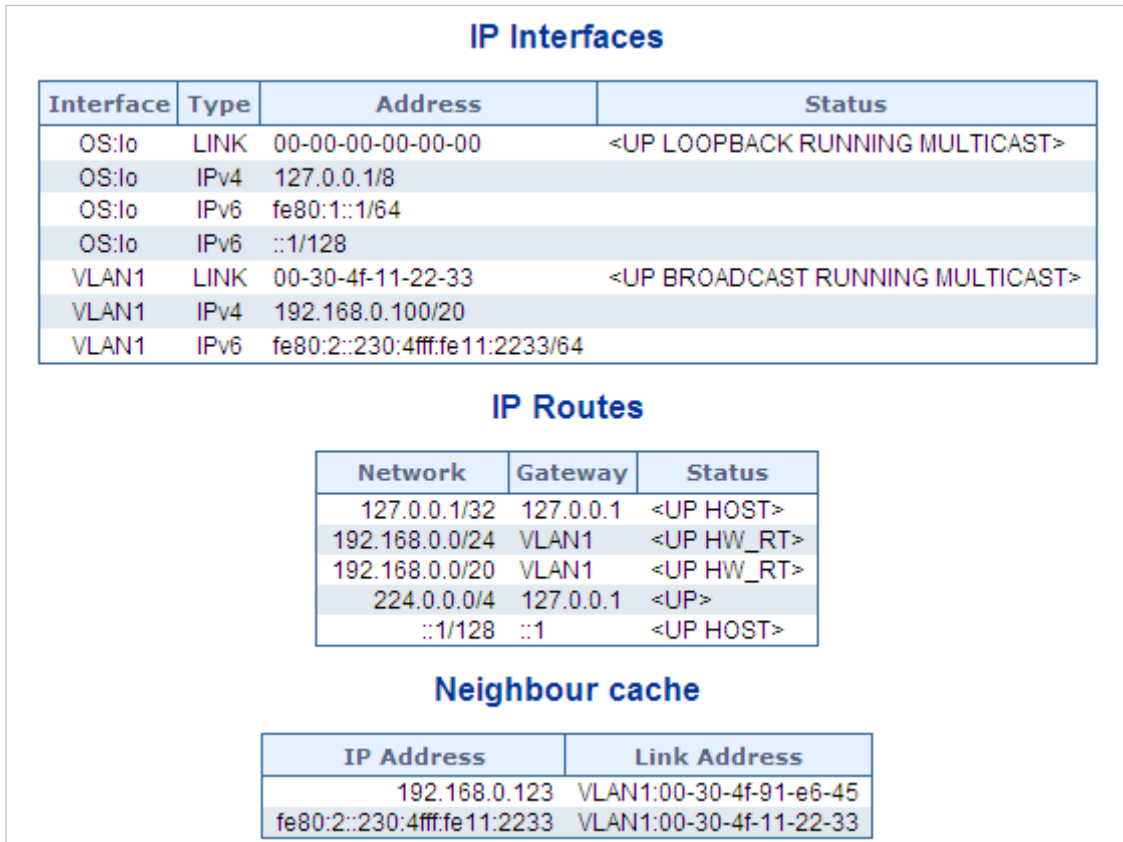 IP Interfaces
Interface Type Address Status
OS:lo LINK 00-00-00-00-00-00 <UP LOOPBACK RUNNING MULTICAST>
OS:lo IPv4 127.0.0.1/8
OS:lo IPv6 fe80:1::1/64
OS:lo IPv6 ::1/128
VLAN1 LINK 00-30-4f-11-22-33 <UP BROADCAST RUNNING MULTICAST>
VLAN1 IPv4 192.168.0.100/20
VLAN1 IPv6 fe80:2::230:4fff:fe11:2233/64
IP Routes
Network Gateway Status
127.0.0.1/32 127.0.0.1 <UP HOST>
192.168.0.0/24 VLAN1 <UP HW_RT>
192.168.0.0/20 VLAN1 <UP HW_RT>
224.0.0.0/4 127.0.0.1 <UP>
::1/128 ::1 <UP HOST>
Neighbour cache
IP Address Link Address
192.168.0.123 VLAN1:00-30-4f-91-e6-45
fe80:2::230:4fff:fe11:2233 VLAN1:00-30-4f-11-22-33